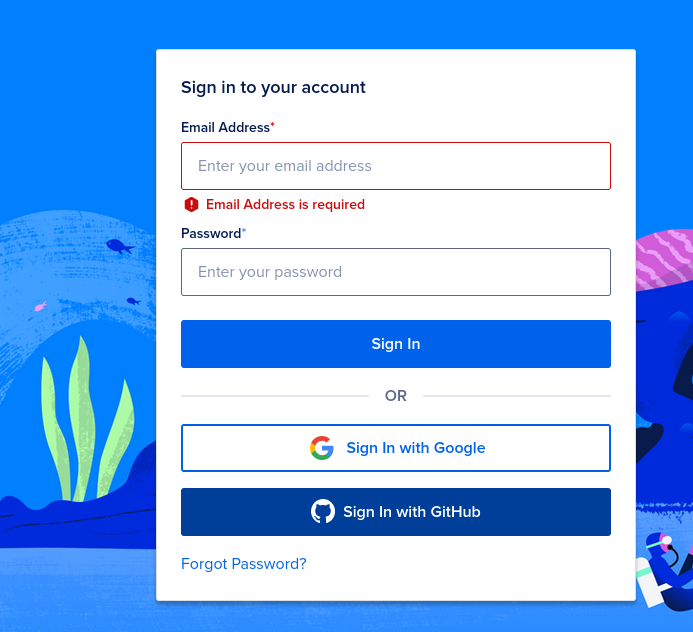 Sign in to your account
Email Address*
Enter your email address
Email Address is required
Password*
Enter your password
Sign In
OR
Sign In with Google
Sign In with GitHub
Forgot Password?